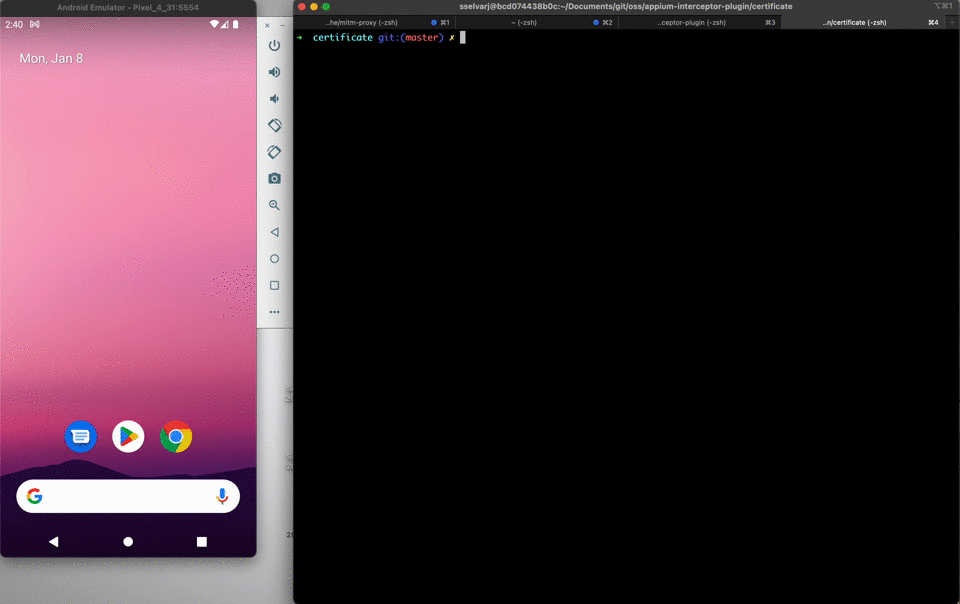 Android Emulator - Pixel_4_31:5554
2:40
Mon, Jan 8
sselvarj@bcd074438b0c:~/Documents/git/oss/appium-interceptor-plugin/certificate
⌥⌘1
..he/mitm-proxy (-zsh) ⌘1
~ (-zsh) ⌘2
..ceptor-plugin (-zsh) ⌘3
..n/certificate (-zsh) ⌘4
➜ certificate git:(master) ✗